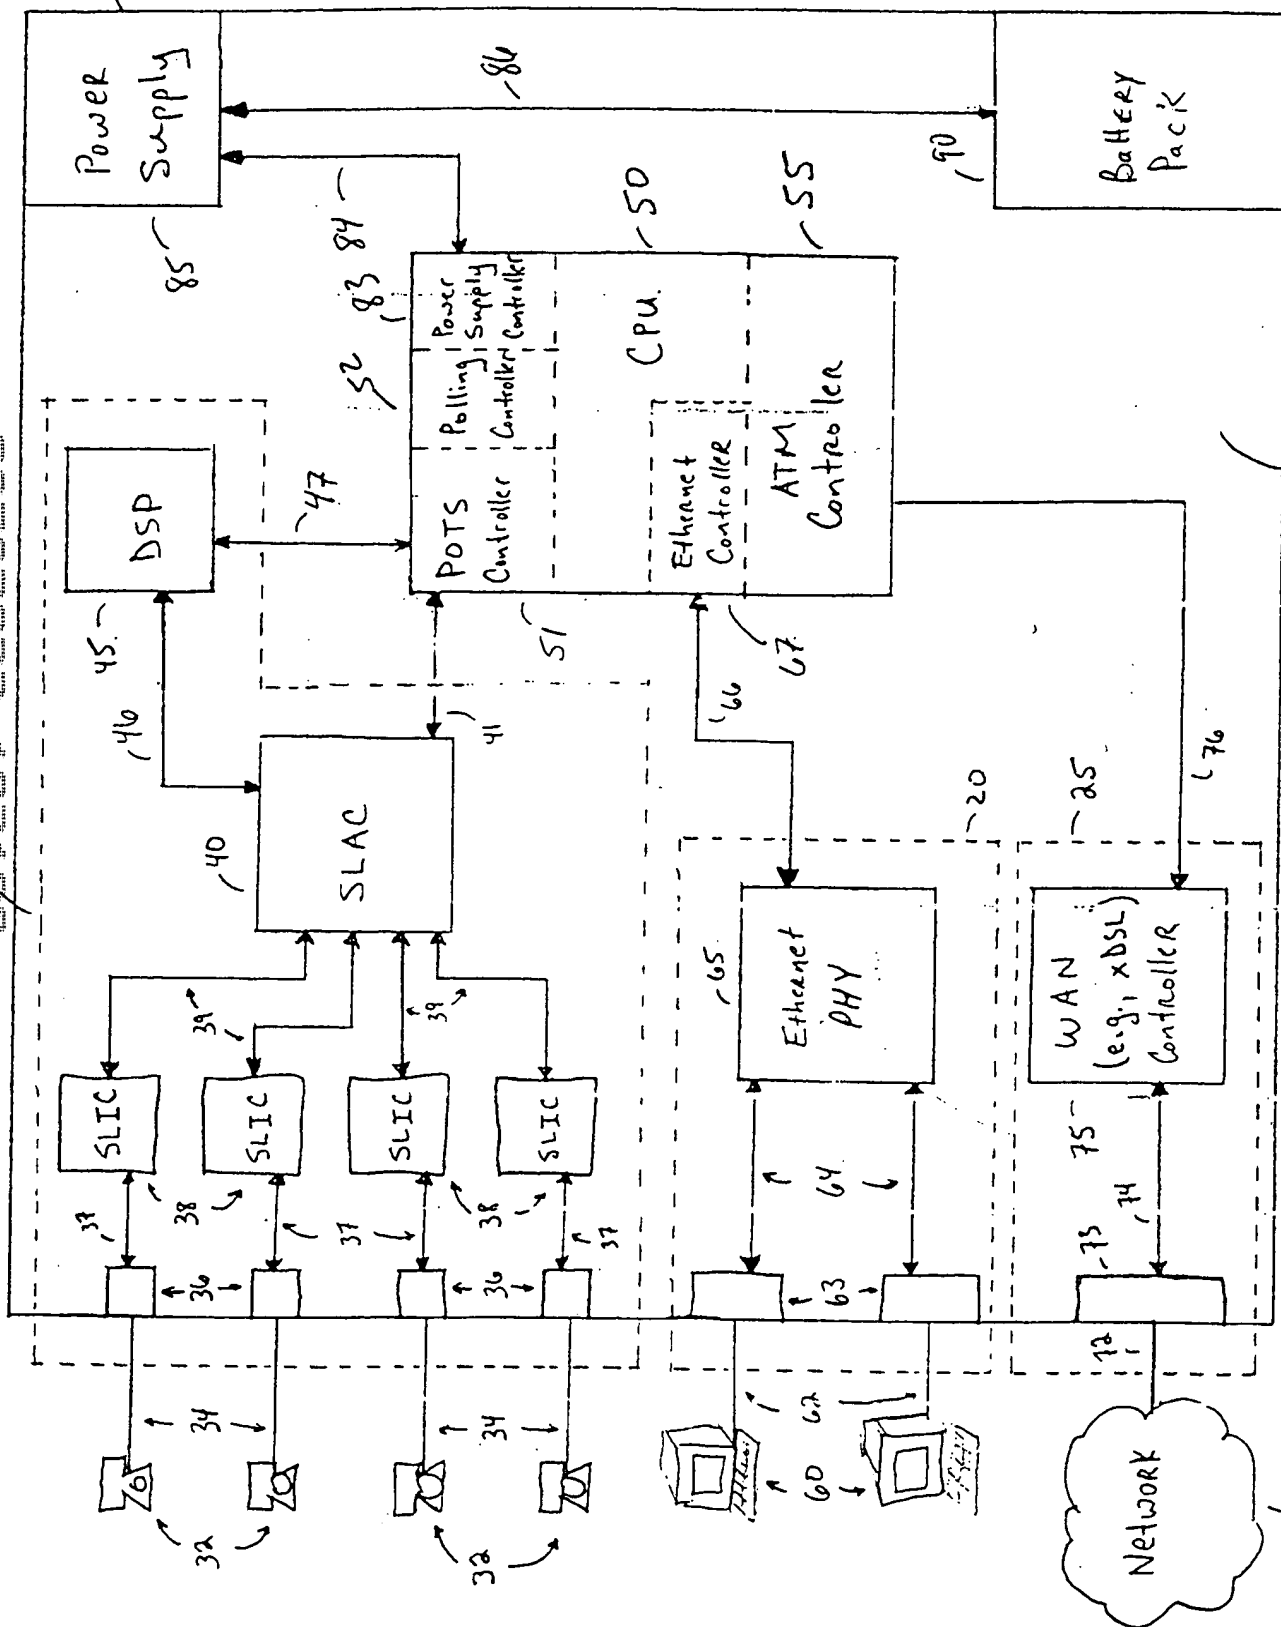 32
32
34
34
36
36
37
37
37
38
38
SLIC
SLIC
SLIC
SLIC
39
39
40
SLAC
41
46
45
DSP
47
51
POTS
Controller
52
Polling
Controller
83
Power
Supply
Controller
84
CPU
50
Ethernet
Controller
67
ATM
Controller
55
85
Power
Supply
86
90
Battery
Pack
60
62
63
64
65
Ethernet
PHY
66
20
Network
72
73
74
75
WAN
(e.g., xDSL)
Controller
25
76